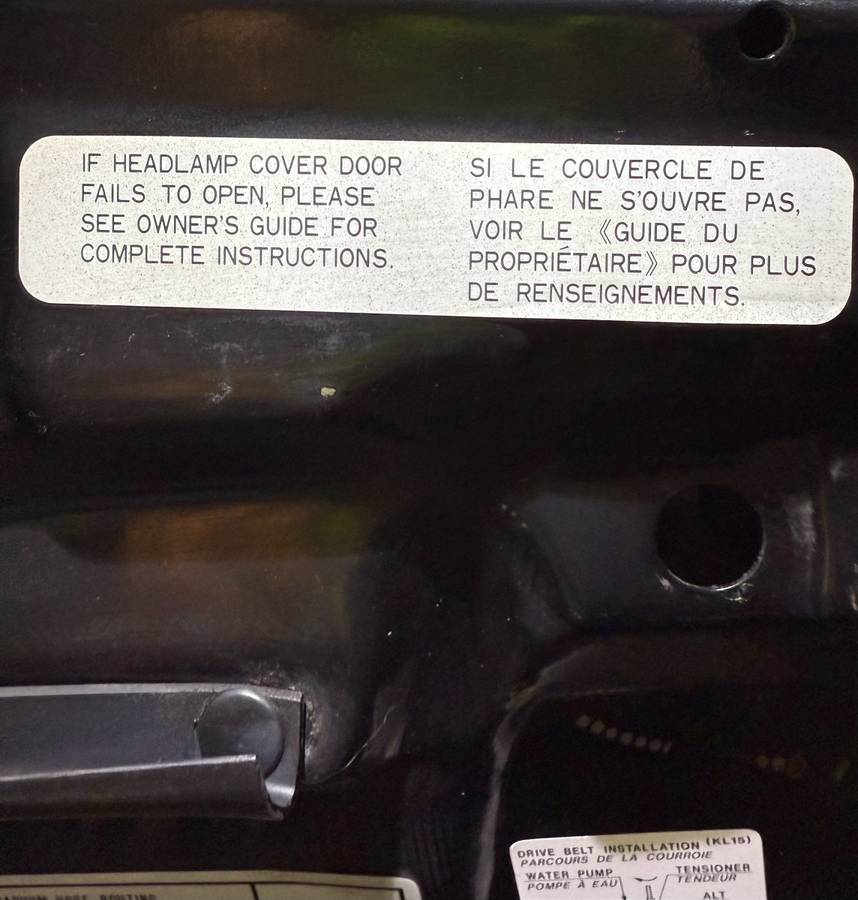 IF HEADLAMP COVER DOOR
FAILS TO OPEN, PLEASE
SEE OWNER'S GUIDE FOR
COMPLETE INSTRUCTIONS.
SI LE COUVERCLE DE
PHARE NE S'OUVRE PAS,
VOIR LE 《GUIDE DU
PROPRIÉTAIRE》 POUR PLUS
DE RENSEIGNEMENTS.
DRIVE BELT INSTALLATION (KL15)
PARCOURS DE LA COURROIE
WATER PUMP
POMPE À EAU
TENSIONER
TENDEUR
ALT